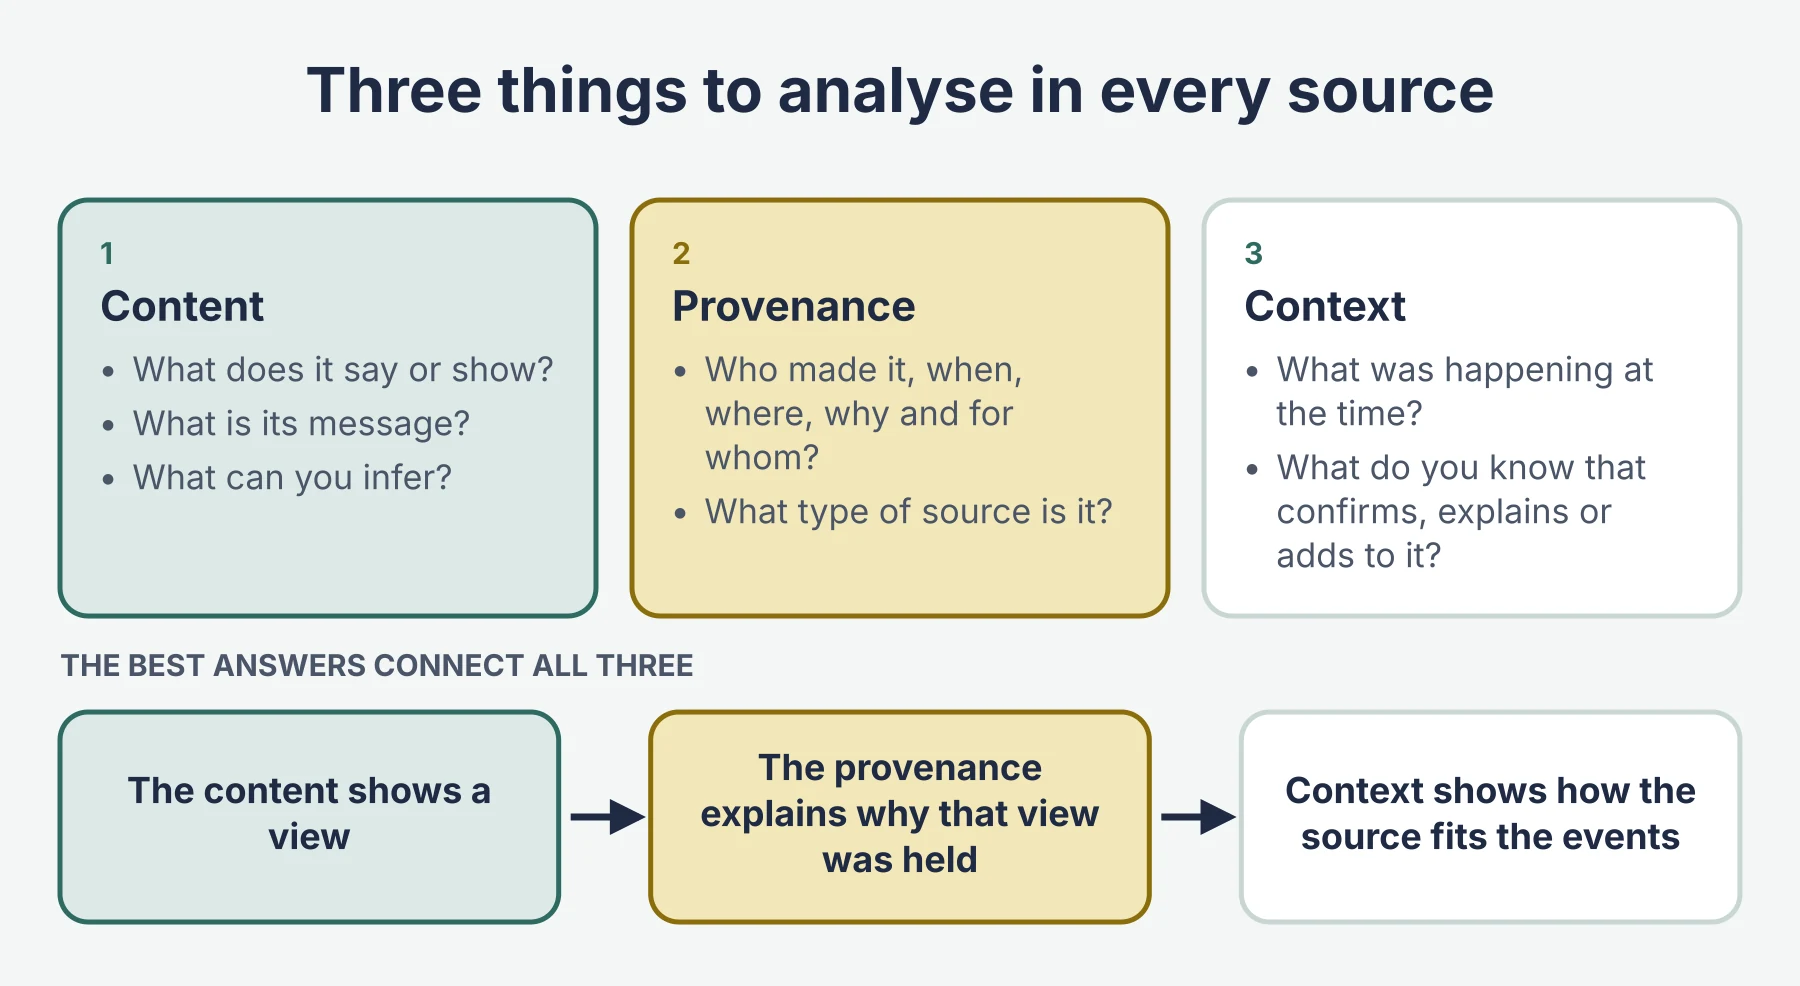 Three things to analyse in every source
1
Content
• What does it say or show?
• What is its message?
• What can you infer?
2
Provenance
• Who made it, when,
where, why and for
whom?
• What type of source is it?
3
Context
• What was happening at
the time?
• What do you know that
confirms, explains or
adds to it?
THE BEST ANSWERS CONNECT ALL THREE
The content shows a
view
The provenance
explains why that view
was held
Context shows how the
source fits the events